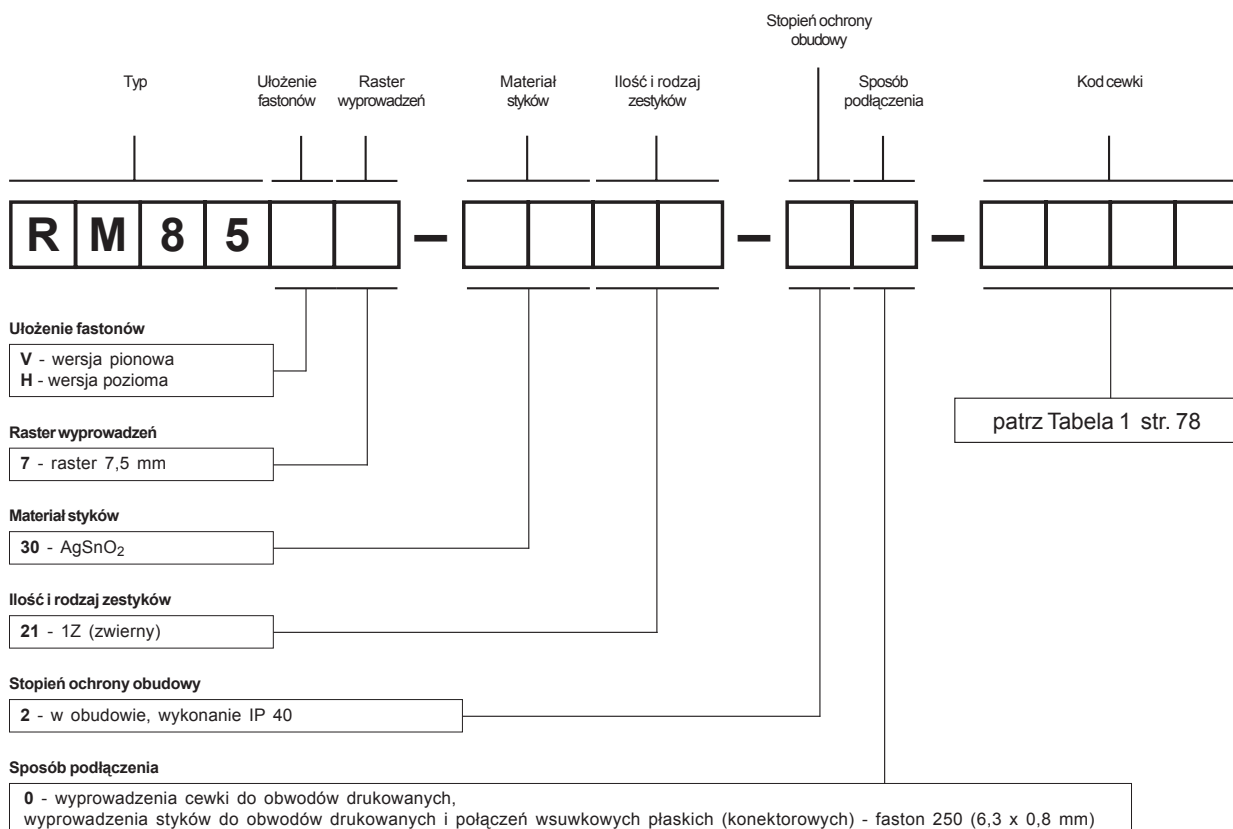 Stopień ochrony
obudowy
Typ
Ułożenie
fastonów
Raster
wyprowadzeń
Materiał
styków
Ilość i rodzaj
zestyków
Sposób
podłączenia
Kod cewki
R M 8 5 – – –
Ułożenie fastonów
V - wersja pionowa
H - wersja pozioma
patrz Tabela 1 str. 78
Raster wyprowadzeń
7 - raster 7,5 mm
Materiał styków
30 - AgSnO₂
Ilość i rodzaj zestyków
21 - 1Z (zwierny)
Stopień ochrony obudowy
2 - w obudowie, wykonanie IP 40
Sposób podłączenia
0 - wyprowadzenia cewki do obwodów drukowanych,
wyprowadzenia styków do obwodów drukowanych i połączeń wsuwkowych płaskich (konektorowych) - faston 250 (6,3 x 0,8 mm)